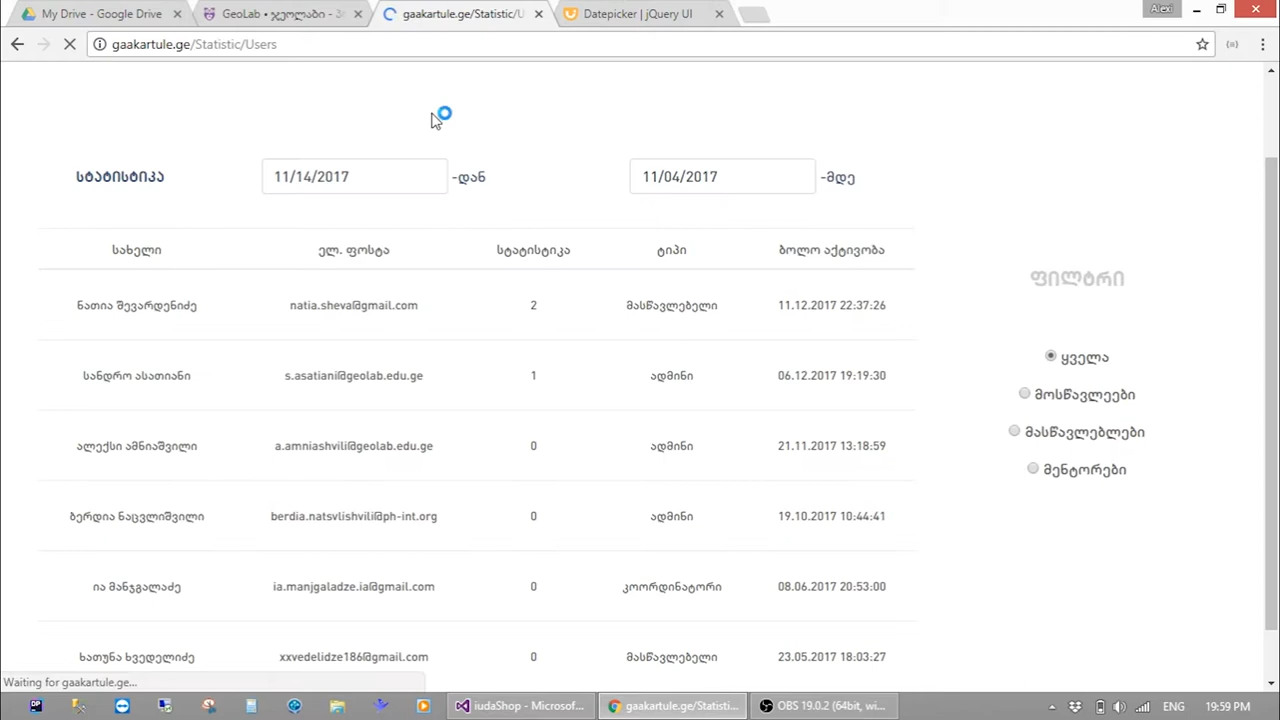 My Drive - Google Drive
GeoLab • ჯეოლაბი - პ
gaakartule.ge/Statistic/U
Datepicker | jQuery UI
Alexi
gaakartule.ge/Statistic/Users
სტატისტიკა
11/14/2017
-დან
11/04/2017
-მდე
სახელი ელ. ფოსტა სტატისტიკა ტიპი ბოლო აქტივობა
ნათია შევარდენიძე natia.sheva@gmail.com 2 მასწავლებელი 11.12.2017 22:37:26
სანდრო ასათიანი s.asatiani@geolab.edu.ge 1 ადმინი 06.12.2017 19:19:30
ალექსი ამნიაშვილი a.amniashvili@geolab.edu.ge 0 ადმინი 21.11.2017 13:18:59
ბერდია ნაცვლიშვილი berdia.natsvlishvili@ph-int.org 0 ადმინი 19.10.2017 10:44:41
ია მანჯგალაძე ia.manjgaladze.ia@gmail.com 0 კოორდინატორი 08.06.2017 20:53:00
ხათუნა ხვედელიძე xxvedelidze186@gmail.com 0 მასწავლებელი 23.05.2017 18:03:27
ფილტრი
ყველა
მოსწავლეები
მასწავლებლები
მენტორები
Waiting for gaakartule.ge...
iudaShop - Microsof...
gaakartule.ge/Statisti...
OBS 19.0.2 (64bit, wi...
ENG
19:59 PM